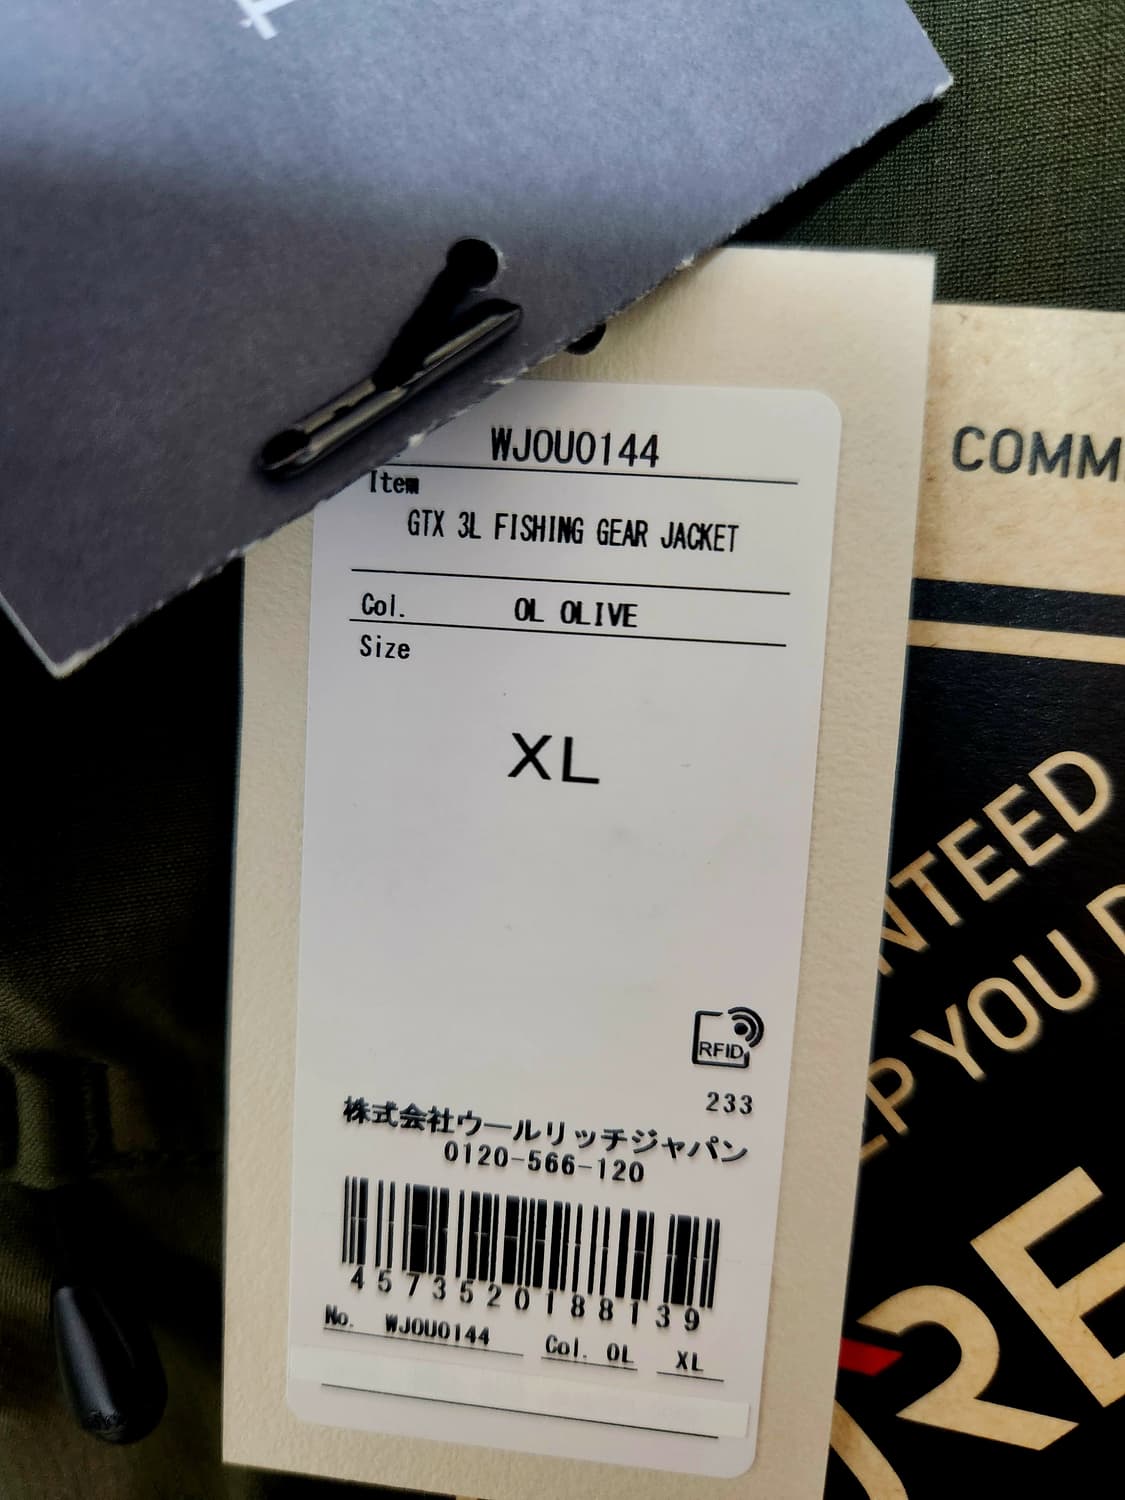 WJOU0144
Item
GTX 3L FISHING GEAR JACKET
Col. OL OLIVE
Size
XL
RFID
233
株式会社ウールリッチジャパン
0120-566-120
4573520188139
No. WJOU0144 Col. OL XL
COMM
NTEED
EP YOU D
RE